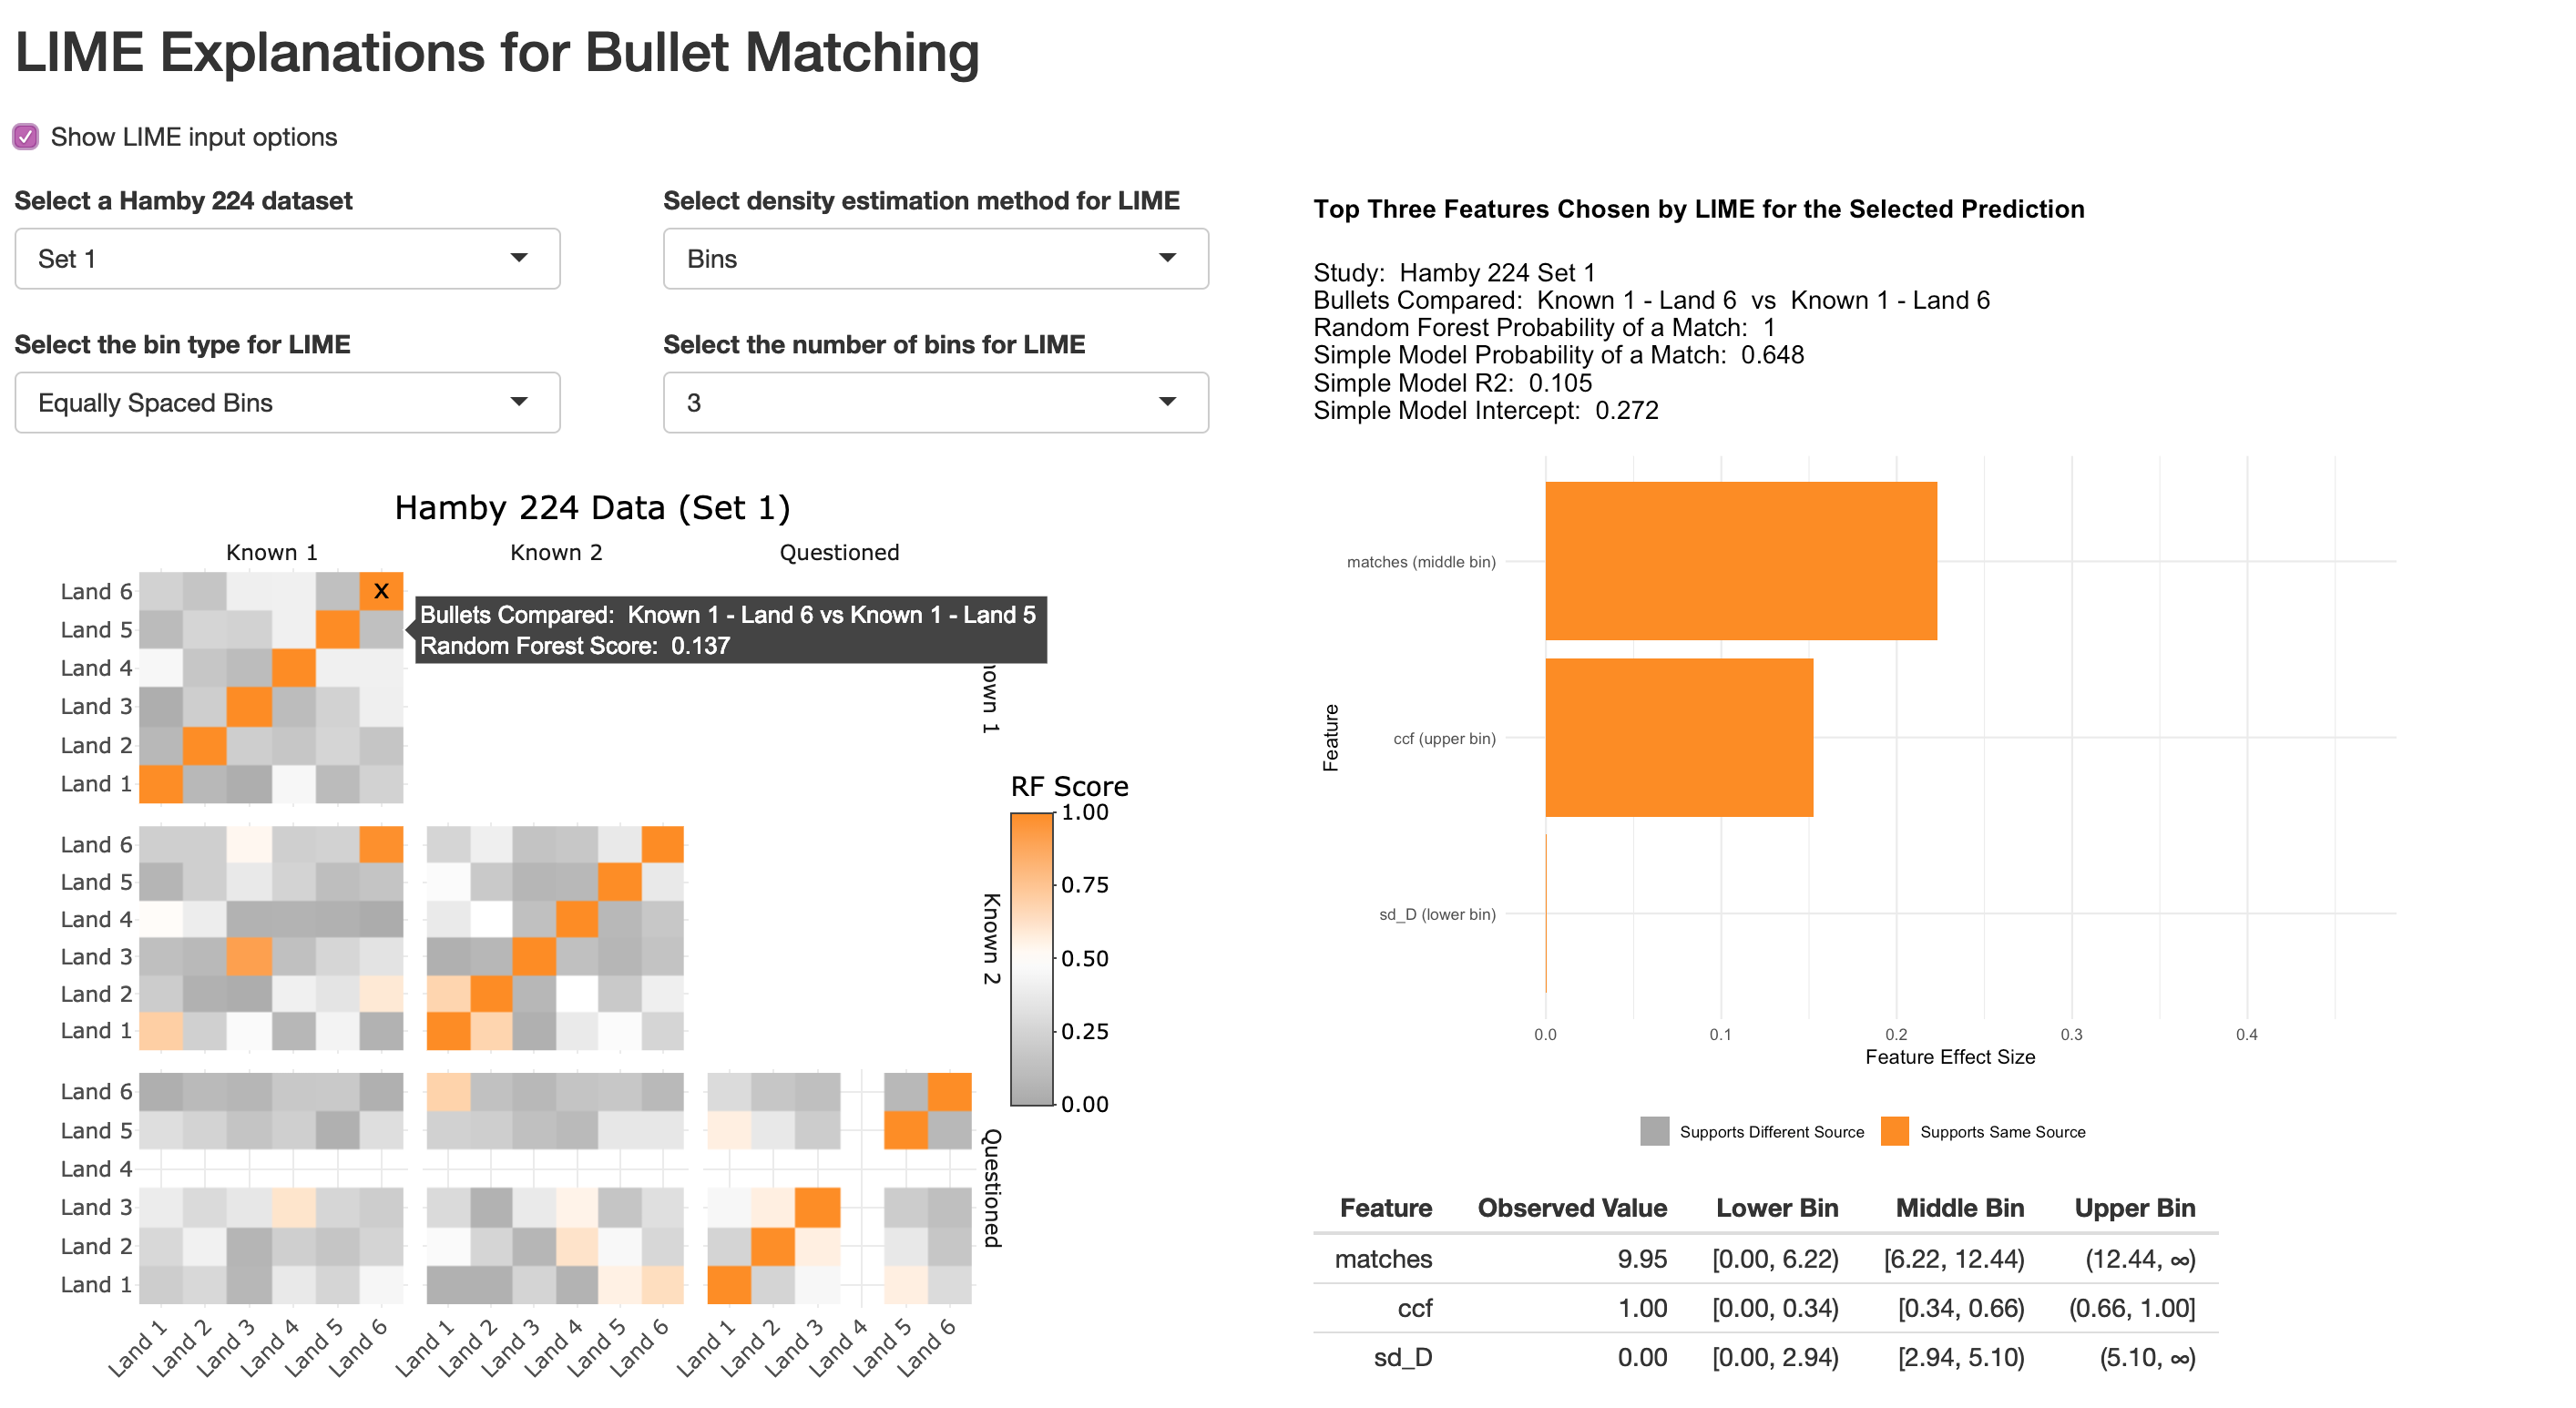 LIME Explanations for Bullet Matching
Show LIME input options
Select a Hamby 224 dataset
Set 1
Select density estimation method for LIME
Bins
Select the bin type for LIME
Equally Spaced Bins
Select the number of bins for LIME
3
Hamby 224 Data (Set 1)
Known 1 Known 2 Questioned
Land 6
X
Land 5
Land 4
Land 3
Land 2
Land 1
Bullets Compared:  Known 1 - Land 6 vs Known 1 - Land 5
Random Forest Score:  0.137
1
Land 6
Land 5
Land 4
Land 3
Land 2
Land 1
Known 2
Land 6
Land 5
Land 4
Land 3
Land 2
Land 1
Questioned
Land 1 Land 2 Land 3 Land 4 Land 5 Land 6 Land 1 Land 2 Land 3 Land 4 Land 5 Land 6 Land 1 Land 2 Land 3 Land 4 Land 5 Land 6
RF Score
1.00
0.75
0.50
0.25
0.00
Top Three Features Chosen by LIME for the Selected Prediction
Study:  Hamby 224 Set 1
Bullets Compared:  Known 1 - Land 6  vs  Known 1 - Land 6
Random Forest Probability of a Match:  1
Simple Model Probability of a Match:  0.648
Simple Model R2:  0.105
Simple Model Intercept:  0.272
Feature
matches (middle bin)
ccf (upper bin)
sd_D (lower bin)
0.0 0.1 0.2 0.3 0.4
Feature Effect Size
Supports Different Source Supports Same Source
Feature Observed Value Lower Bin Middle Bin Upper Bin
matches 9.95 [0.00, 6.22) [6.22, 12.44) (12.44, ∞)
ccf 1.00 [0.00, 0.34) [0.34, 0.66) (0.66, 1.00]
sd_D 0.00 [0.00, 2.94) [2.94, 5.10) (5.10, ∞)